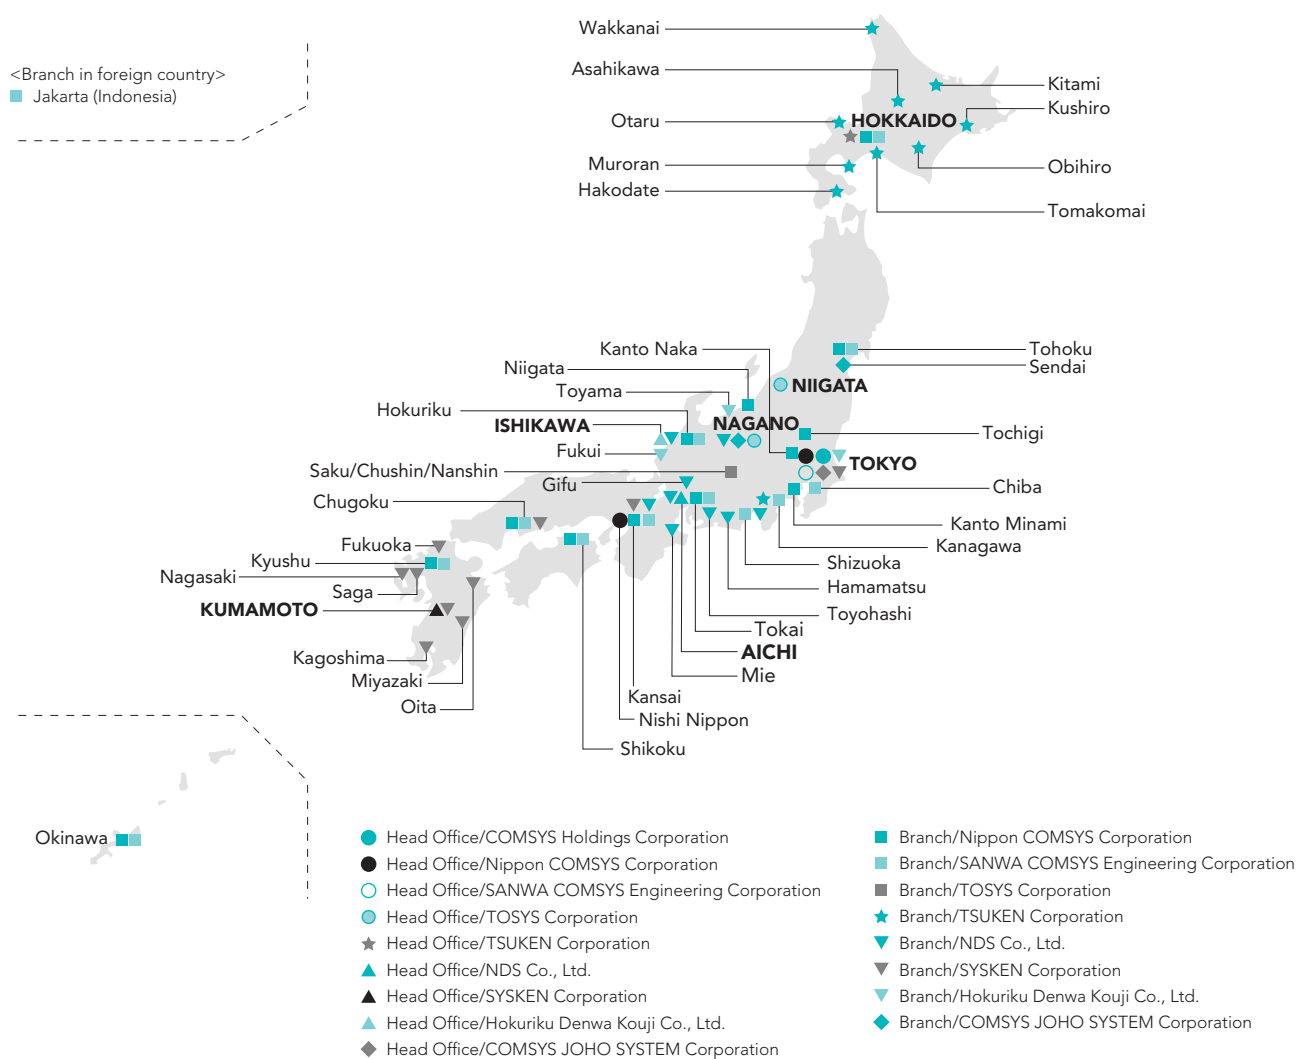 <Branch in foreign country>
Jakarta (Indonesia)
Wakkanai
Asahikawa
Kitami
Kushiro
Otaru
HOKKAIDO
Muroran
Obihiro
Hakodate
Tomakomai
Kanto Naka
Tohoku
Niigata
Sendai
Toyama
NIIGATA
Hokuriku
ISHIKAWA
NAGANO
Tochigi
Fukui
TOKYO
Saku/Chushin/Nanshin
Gifu
Chiba
Chugoku
Kanto Minami
Fukuoka
Kanagawa
Kyushu
Shizuoka
Nagasaki
Hamamatsu
Saga
KUMAMOTO
Toyohashi
Tokai
AICHI
Kagoshima
Mie
Miyazaki
Kansai
Oita
Nishi Nippon
Shikoku
Okinawa
Head Office/COMSYS Holdings Corporation
Head Office/Nippon COMSYS Corporation
Head Office/SANWA COMSYS Engineering Corporation
Head Office/TOSYS Corporation
Head Office/TSUKEN Corporation
Head Office/NDS Co., Ltd.
Head Office/SYSKEN Corporation
Head Office/Hokuriku Denwa Kouji Co., Ltd.
Head Office/COMSYS JOHO SYSTEM Corporation
Branch/Nippon COMSYS Corporation
Branch/SANWA COMSYS Engineering Corporation
Branch/TOSYS Corporation
Branch/TSUKEN Corporation
Branch/NDS Co., Ltd.
Branch/SYSKEN Corporation
Branch/Hokuriku Denwa Kouji Co., Ltd.
Branch/COMSYS JOHO SYSTEM Corporation